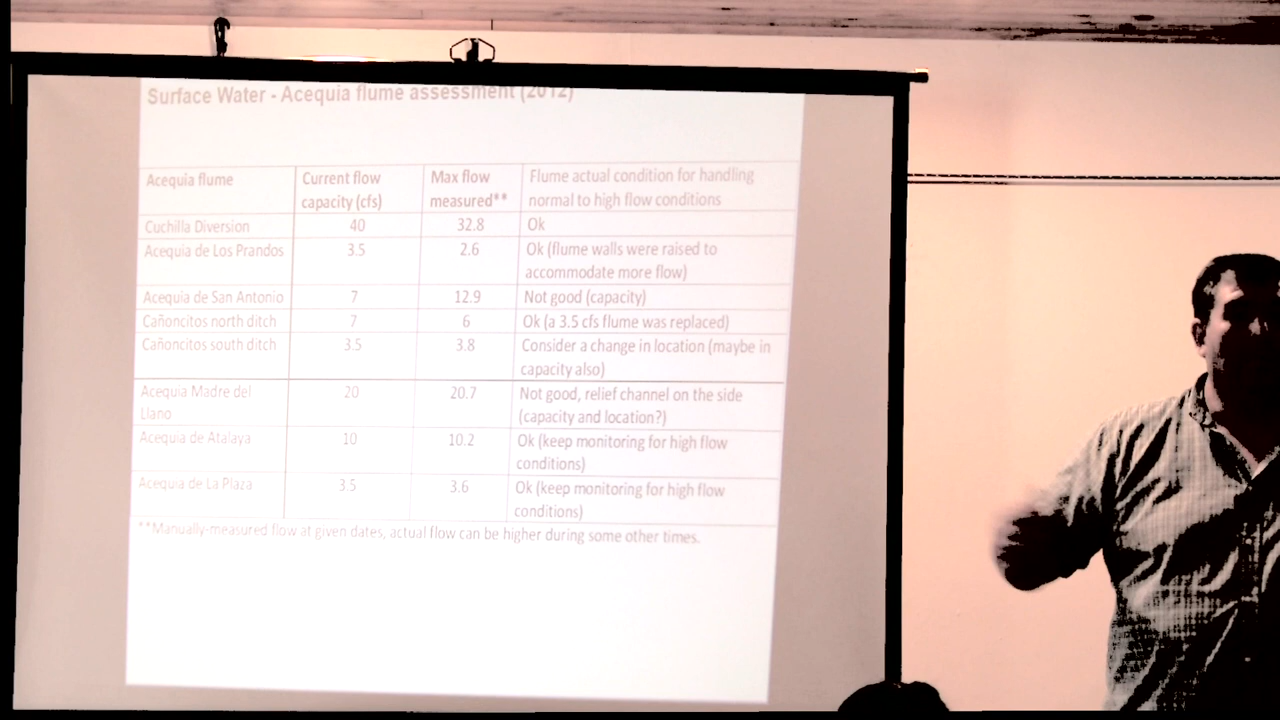 Surface Water - Acequia flume assessment (2012)
Acequia flume
Current flow
capacity (cfs)
Max flow
measured**
Flume actual condition for handling
normal to high flow conditions
Cuchilla Diversion 40 32.8 Ok
Acequia de Los Prandos 3.5 2.6 Ok (flume walls were raised to
accommodate more flow)
Acequia de San Antonio 7 12.9 Not good (capacity)
Cañoncitos north ditch 7 6 Ok (a 3.5 cfs flume was replaced)
Cañoncitos south ditch 3.5 3.8 Consider a change in location (maybe in
capacity also)
Acequia Madre del
Llano
20 20.7 Not good, relief channel on the side
(capacity and location?)
Acequia de Atalaya 10 10.2 Ok (keep monitoring for high flow
conditions)
Acequia de La Plaza 3.5 3.6 Ok (keep monitoring for high flow
conditions)
**Manually-measured flow at given dates, actual flow can be higher during some other times.